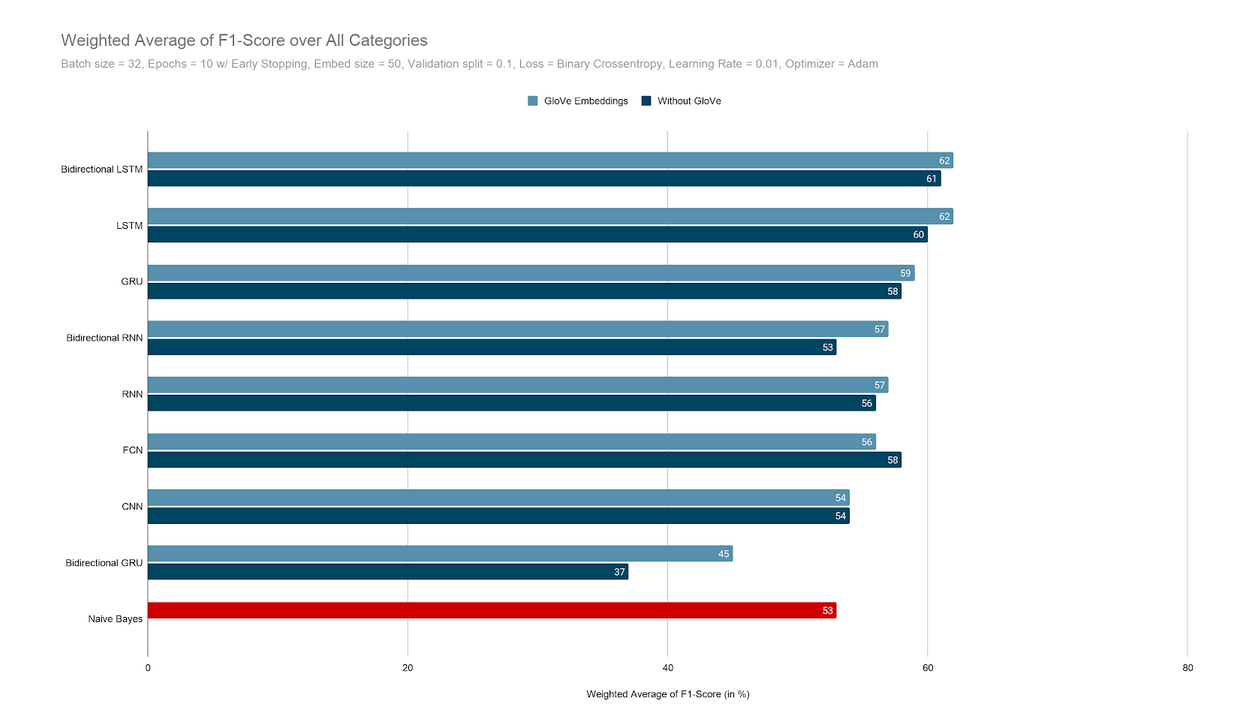 Weighted Average of F1-Score over All Categories
Batch size = 32, Epochs = 10 w/ Early Stopping, Embed size = 50, Validation split = 0.1, Loss = Binary Crossentropy, Learning Rate = 0.01, Optimizer = Adam
GloVe Embeddings Without GloVe
Bidirectional LSTM 62
61
LSTM 62
60
GRU 59
58
Bidirectional RNN 57
53
RNN 57
56
FCN 56
58
CNN 54
54
Bidirectional GRU 45
37
Naive Bayes 53
0 20 40 60 80
Weighted Average of F1-Score (in %)